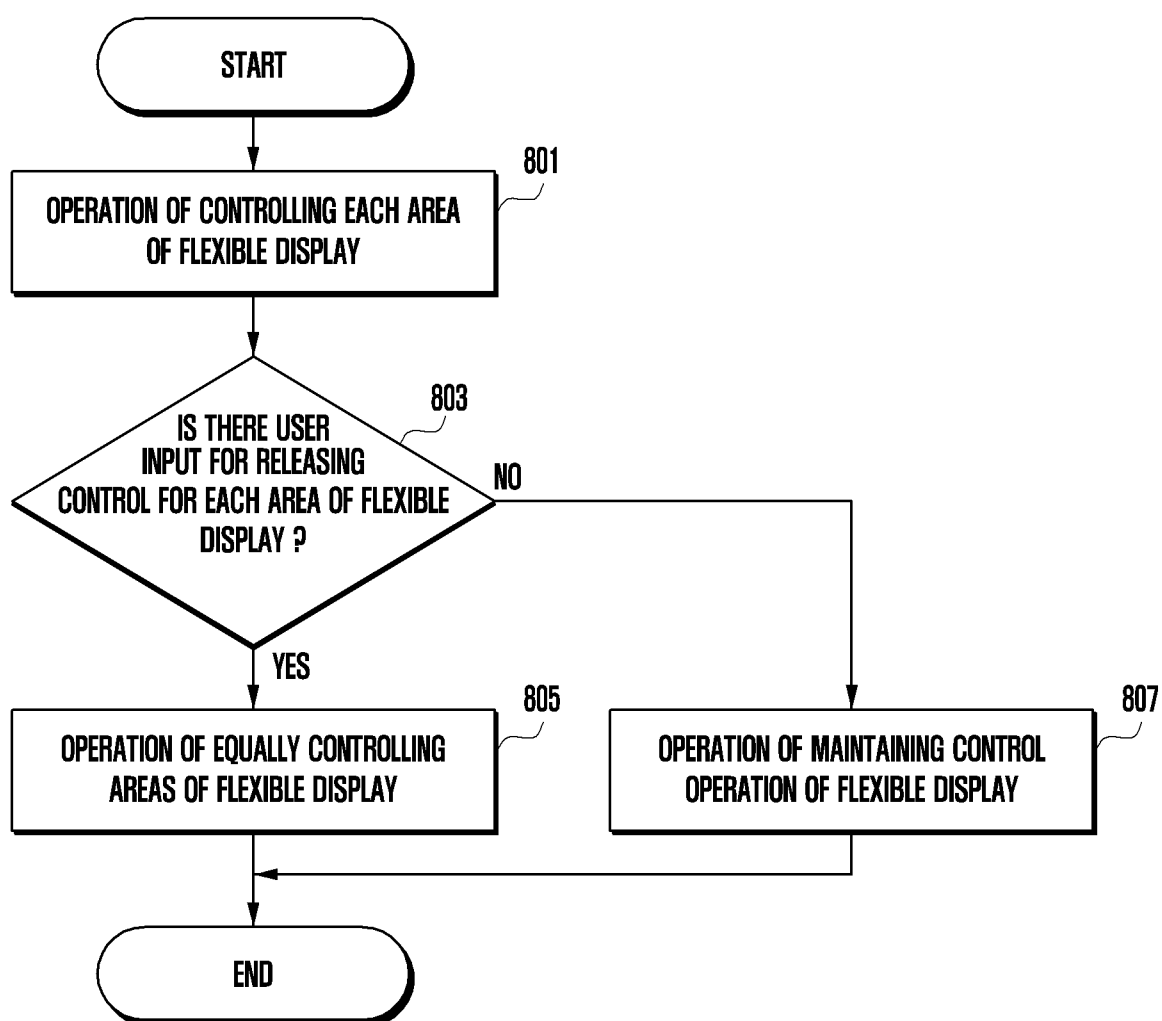 START
801
OPERATION OF CONTROLLING EACH AREA
OF FLEXIBLE DISPLAY
803
IS THERE USER
INPUT FOR RELEASING
CONTROL FOR EACH AREA OF FLEXIBLE
DISPLAY ?
NO
YES
805
OPERATION OF EQUALLY CONTROLLING
AREAS OF FLEXIBLE DISPLAY
807
OPERATION OF MAINTAINING CONTROL
OPERATION OF FLEXIBLE DISPLAY
END